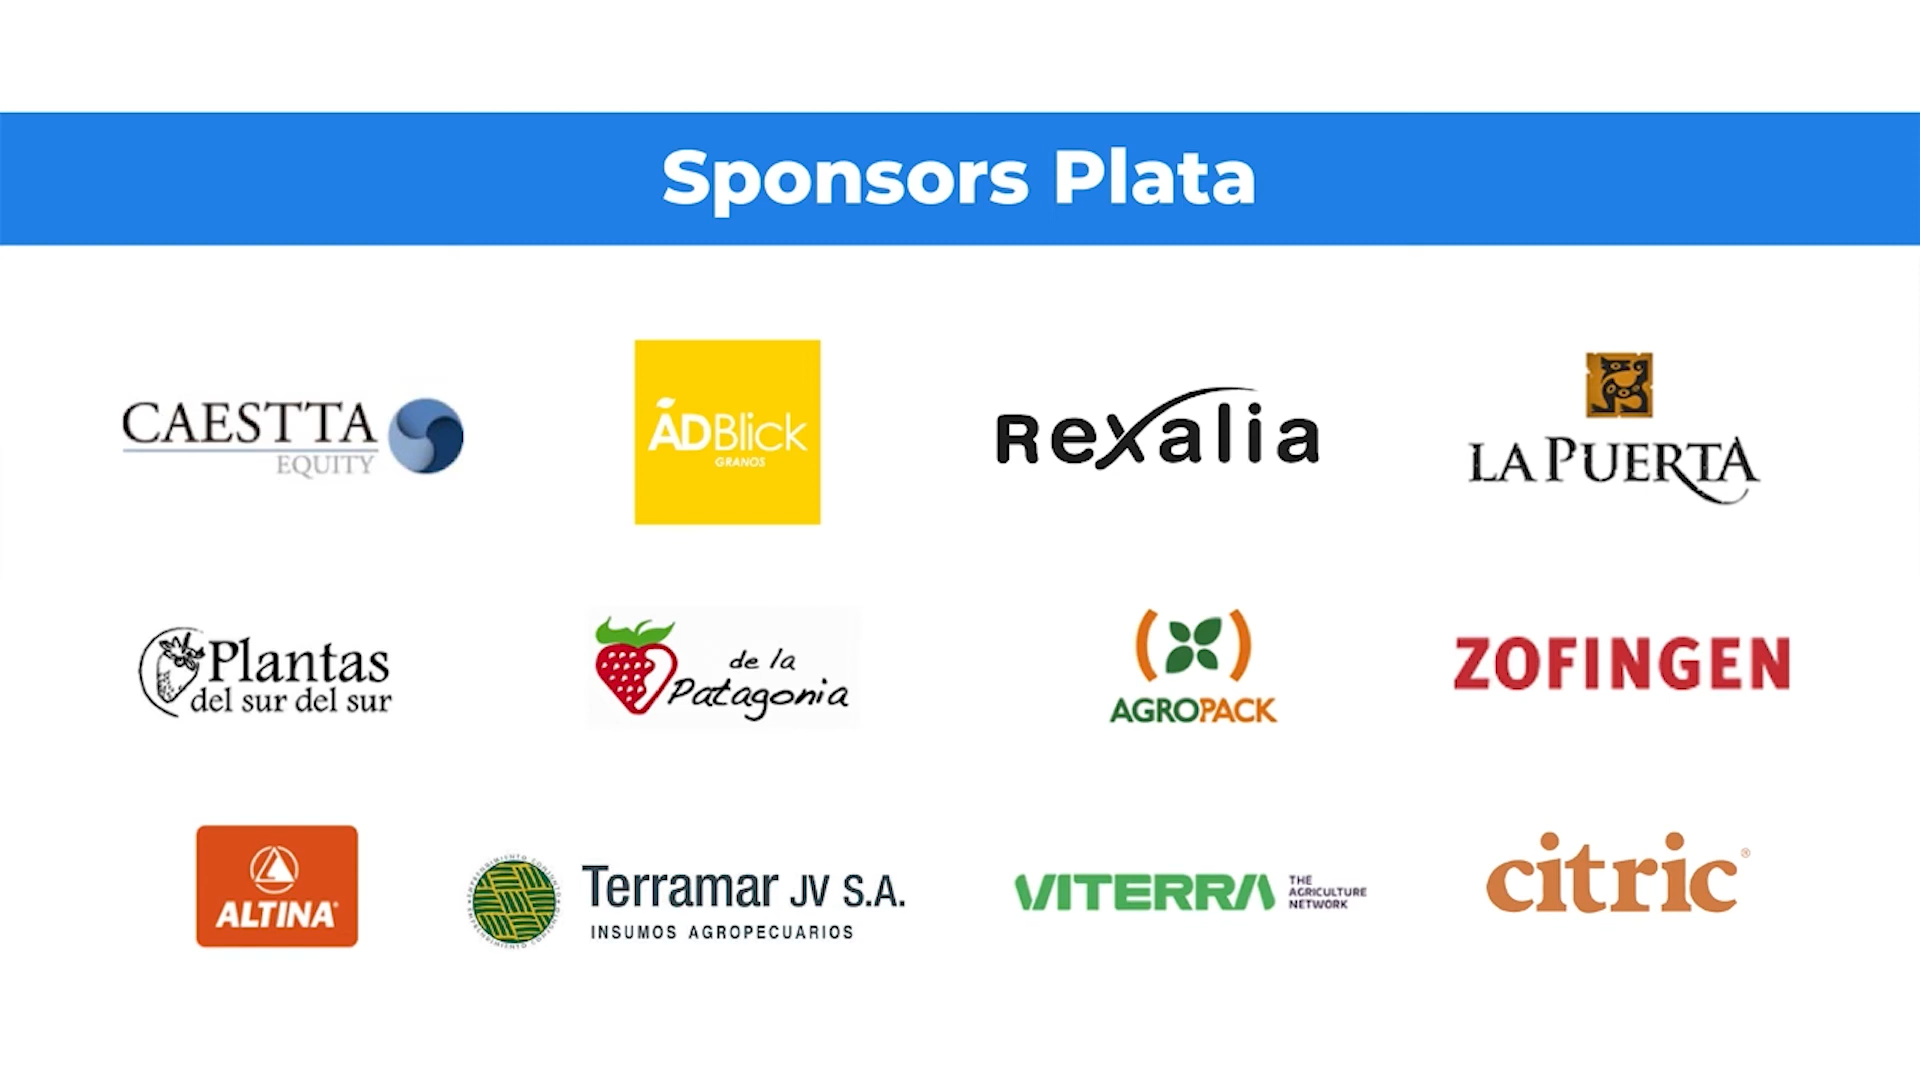 Sponsors Plata
CAESTTA
EQUITY
ADBlick
GRANOS
Rexalia
LA PUERTA
Plantas
del sur del sur
de la
Patagonia
AGROPACK
ZOFINGEN
ALTINA
Terramar JV S.A.
INSUMOS AGROPECUARIOS
VITERRA
THE
AGRICULTURE
NETWORK
citric®